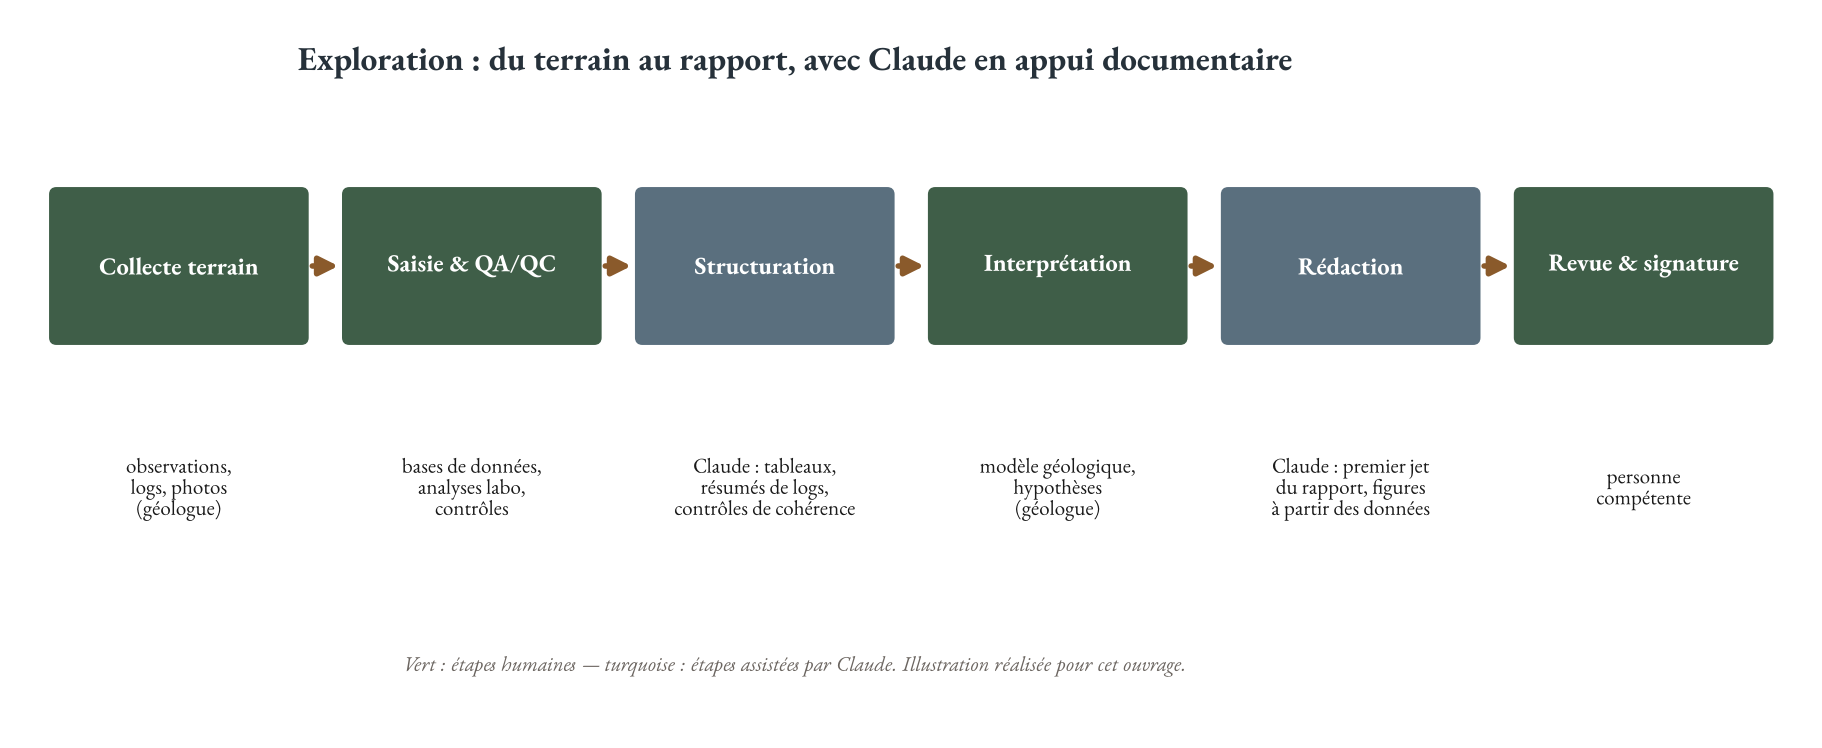 Exploration : du terrain au rapport, avec Claude en appui documentaire
Collecte terrain
Saisie & QA/QC
Structuration
Interprétation
Rédaction
Revue & signature
observations,
logs, photos
(géologue)
bases de données,
analyses labo,
contrôles
Claude : tableaux,
résumés de logs,
contrôles de cohérence
modèle géologique,
hypothèses
(géologue)
Claude : premier jet
du rapport, figures
à partir des données
personne
compétente
Vert : étapes humaines — turquoise : étapes assistées par Claude. Illustration réalisée pour cet ouvrage.